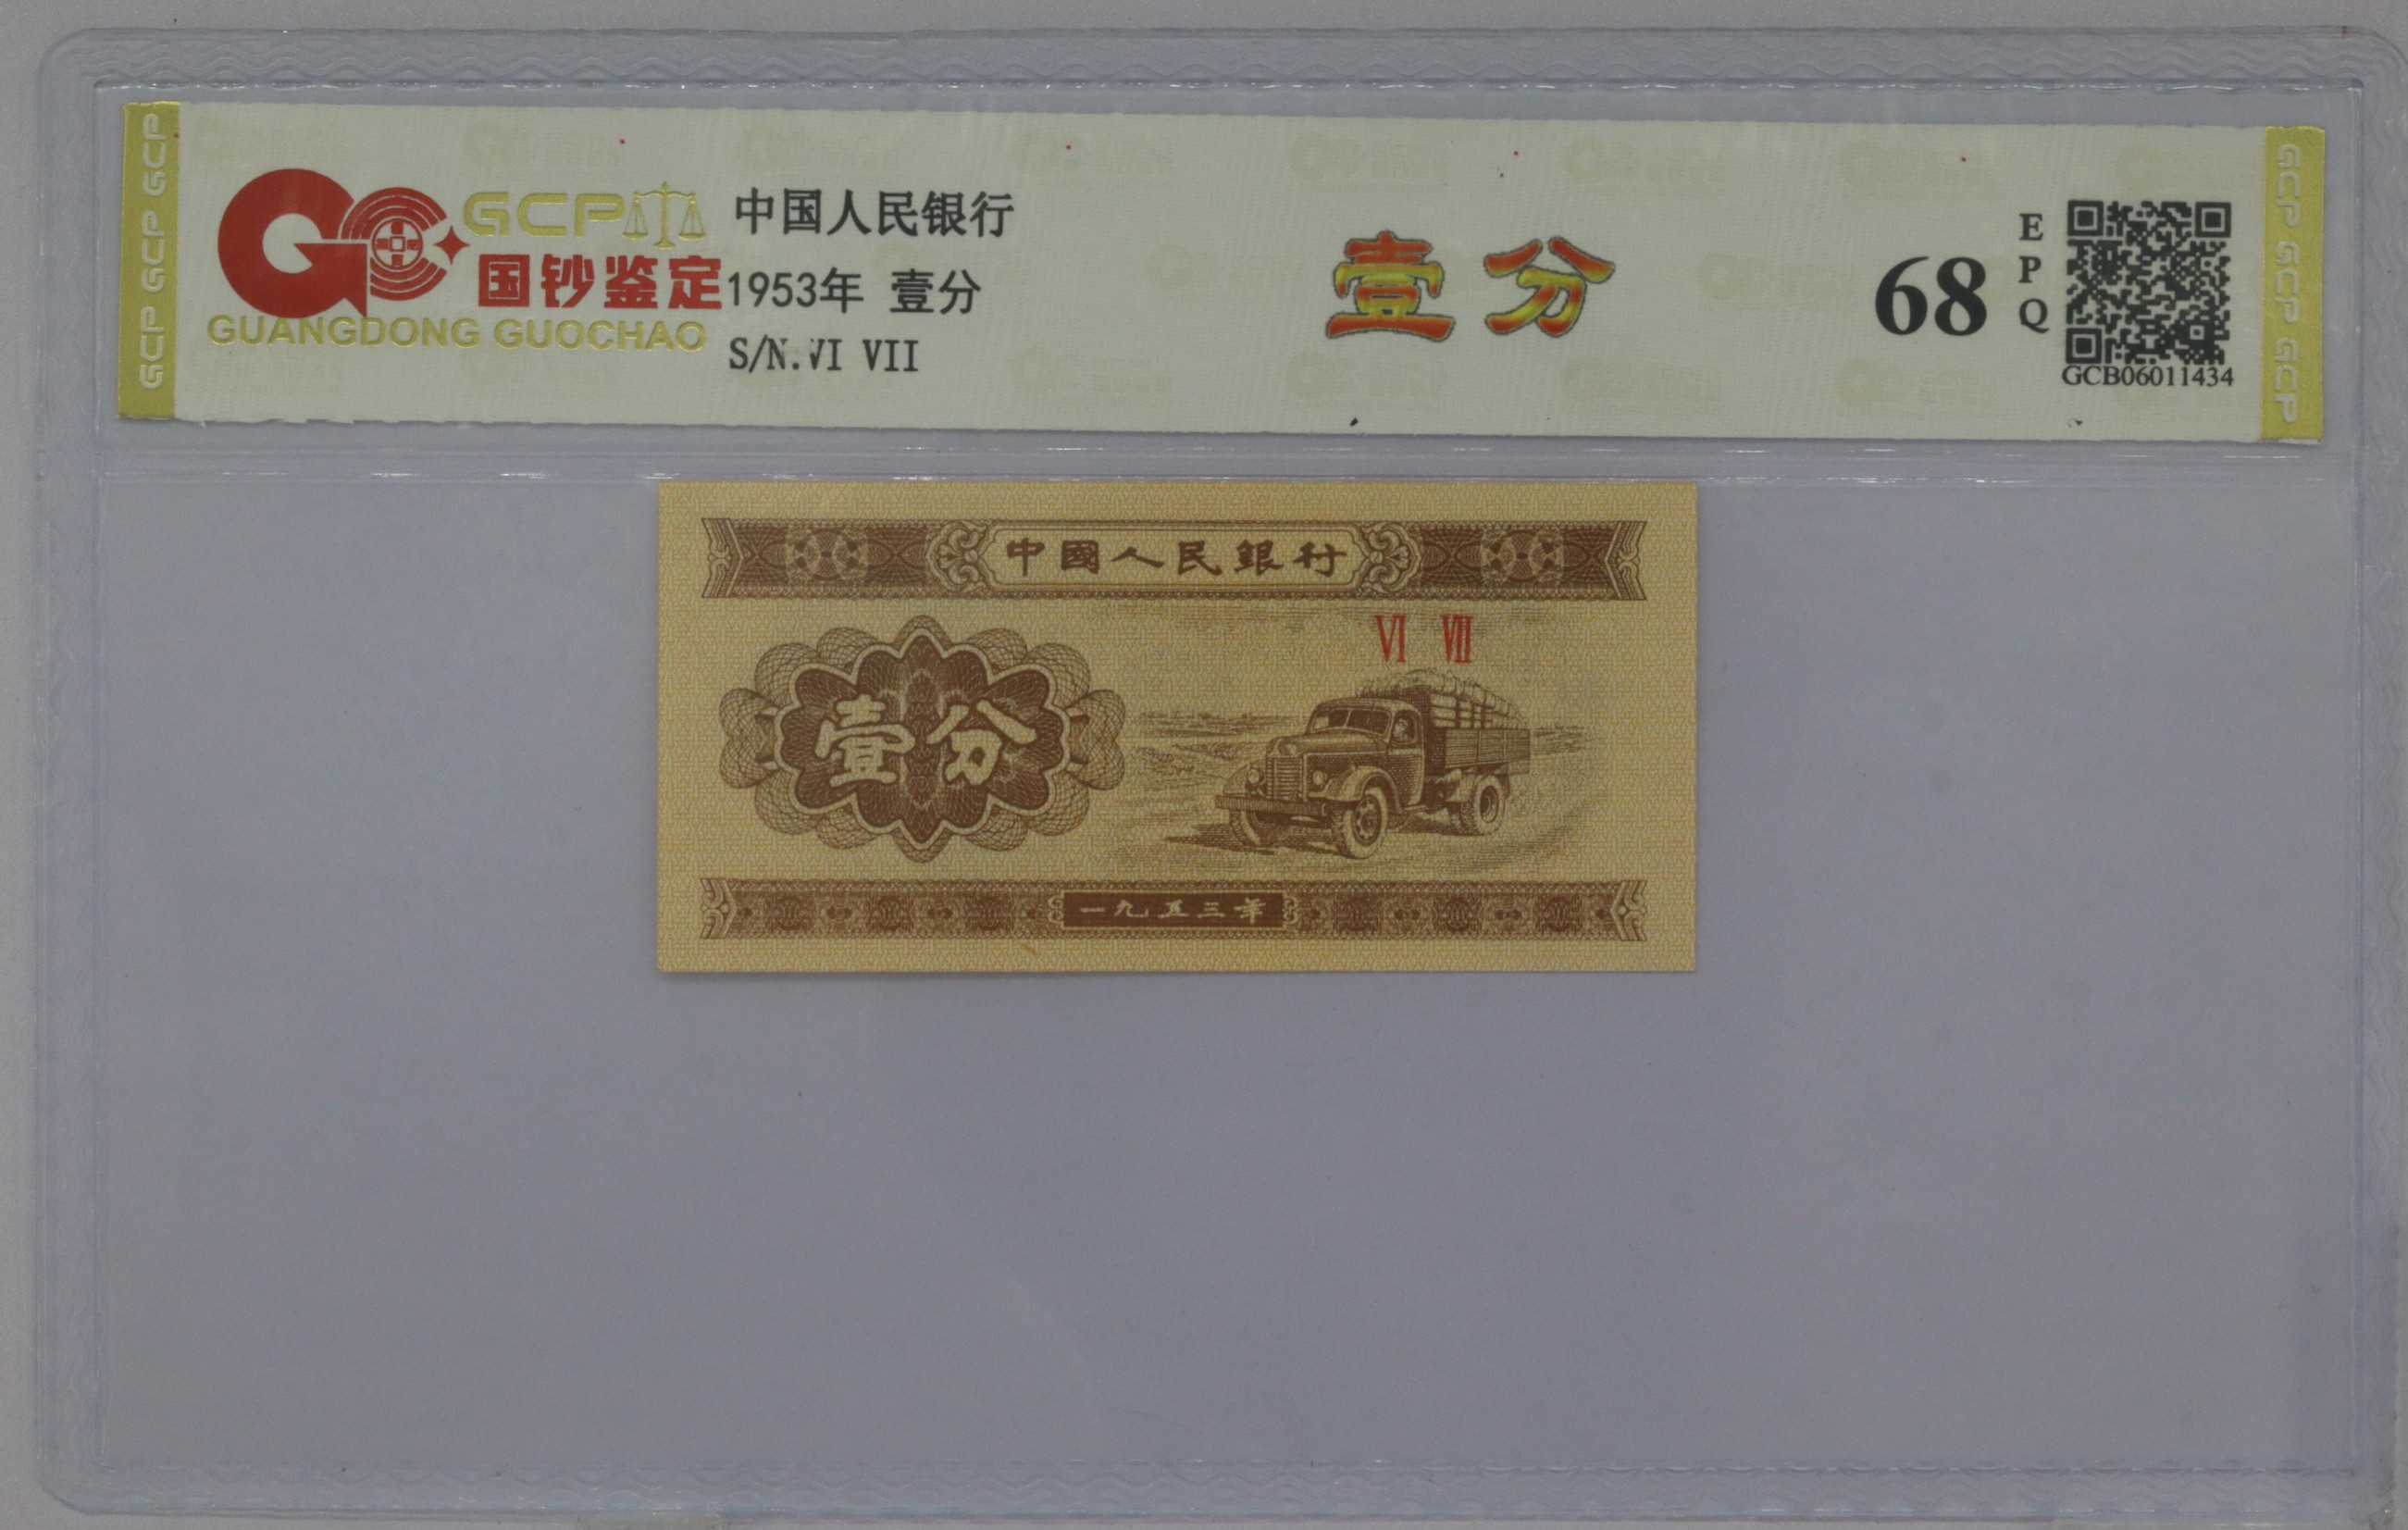 GCP GCP GCP
GCP
国钞鉴定
GUANGDONG GUOCHAO
中国人民银行
1953年 壹分
S/N.VI VII
壹分
68
EPQ
GCB06011434
GCP GCP GCP
中國人民銀行
VI VII
壹分
一九五三年